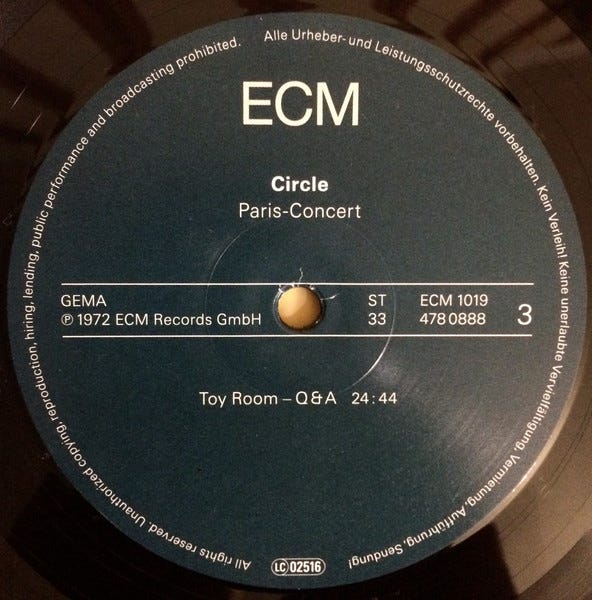 Alle Urheber- und Leistungsschutzrechte vorbehalten. Kein Verleih! Keine unerlaubte Vervielfältigung, Vermietung, Aufführung, Sendung!
ECM
Circle
Paris-Concert
GEMA ST ECM 1019
℗ 1972 ECM Records GmbH 33 478 0888 3
Toy Room – Q & A 24:44
All rights reserved. Unauthorized copying, reproduction, hiring, lending, public performance and broadcasting prohibited.
LC 02516